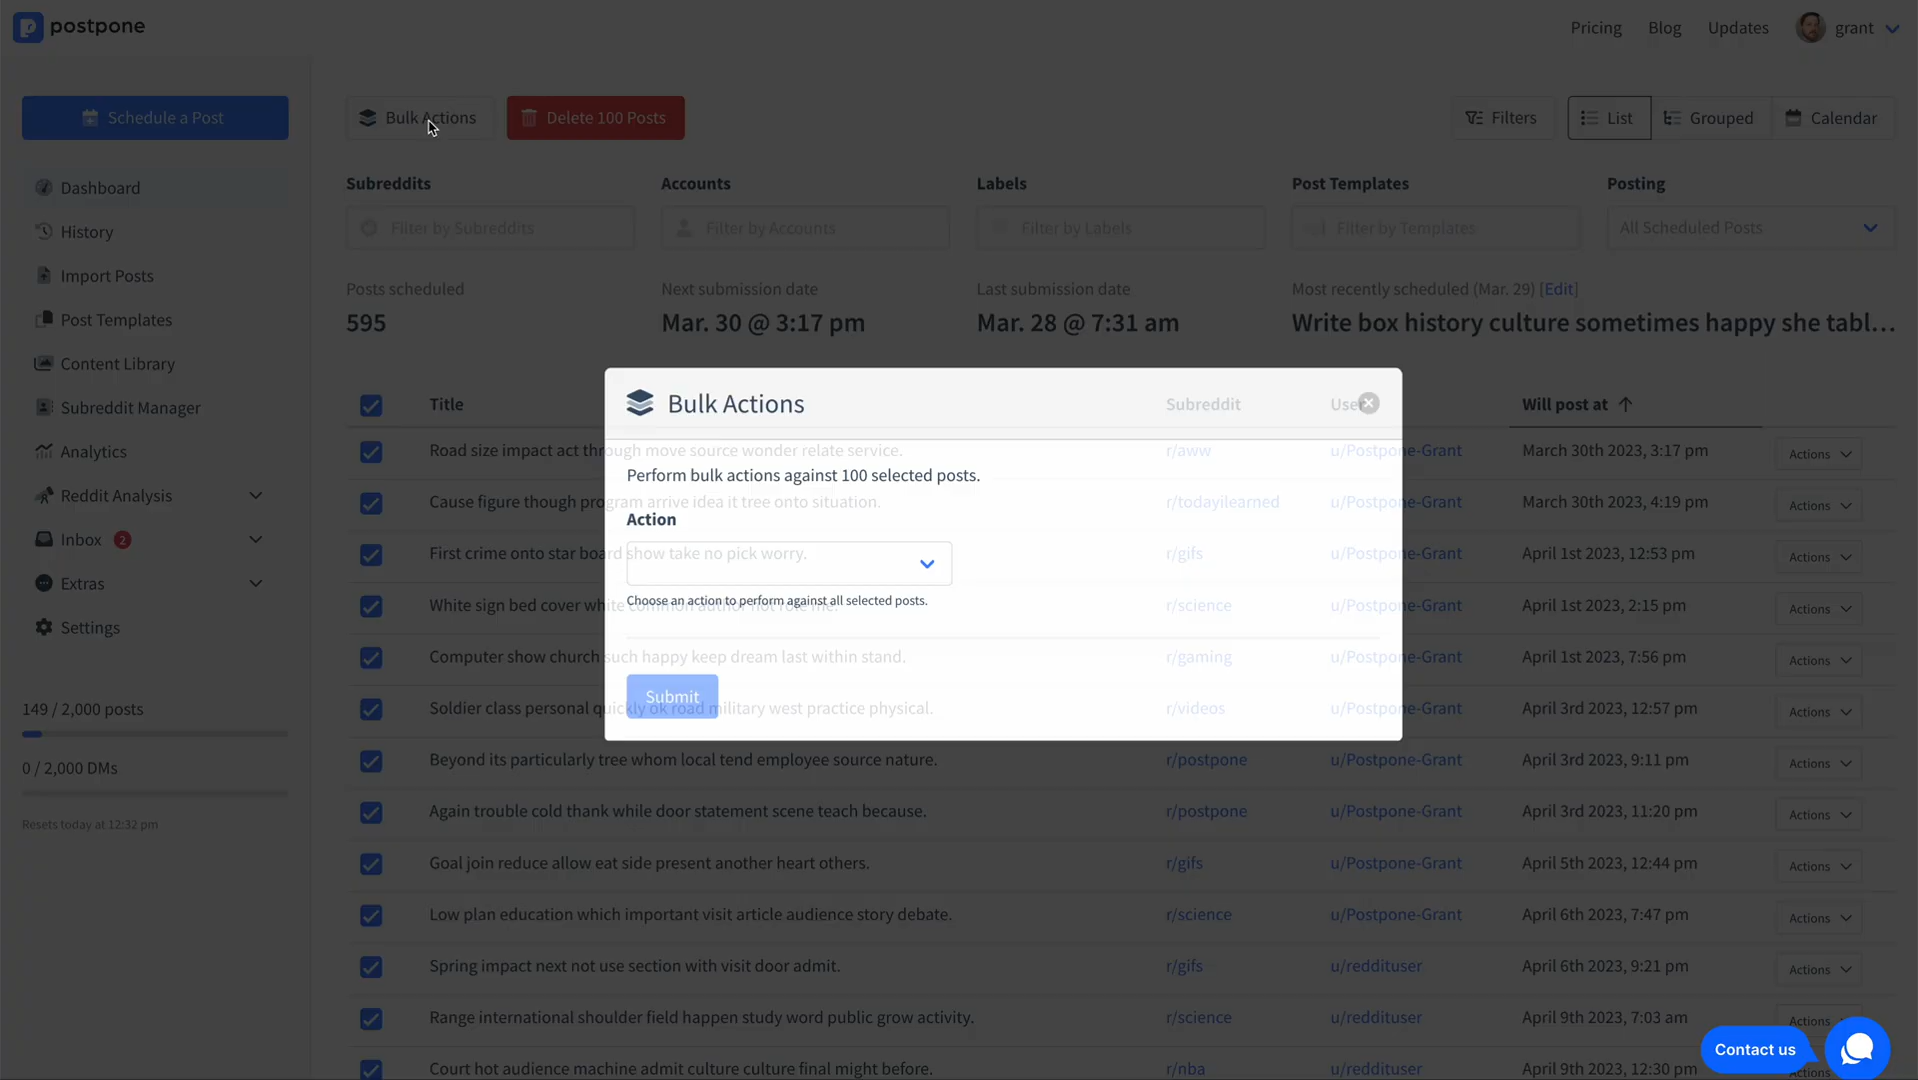 postpone
Pricing Blog Updates grant
Schedule a Post
Bulk Actions Delete 100 Posts Filters List Grouped Calendar
Dashboard
History
Import Posts
Post Templates
Content Library
Subreddit Manager
Analytics
Reddit Analysis
Inbox 2
Extras
Settings
149 / 2,000 posts
0 / 2,000 DMs
Resets today at 12:32 pm
Subreddits Accounts Labels Post Templates Posting
Filter by Subreddits Filter by Accounts Filter by Labels Filter by Templates All Scheduled Posts
Posts scheduled Next submission date Last submission date Most recently scheduled (Mar. 29) [Edit]
595 Mar. 30 @ 3:17 pm Mar. 28 @ 7:31 am Write box history culture sometimes happy she tabl...
Title Subreddit User Will post at
Road size impact act through move source wonder relate service. r/aww u/Postpone-Grant March 30th 2023, 3:17 pm Actions
Cause figure though program arrive idea it tree onto situation. r/todayilearned u/Postpone-Grant March 30th 2023, 4:19 pm Actions
First crime onto star board show take no pick worry. r/gifs u/Postpone-Grant April 1st 2023, 12:53 pm Actions
White sign bed cover white common author not role me. r/science u/Postpone-Grant April 1st 2023, 2:15 pm Actions
Computer show church such happy keep dream last within stand. r/gaming u/Postpone-Grant April 1st 2023, 7:56 pm Actions
Soldier class personal quickly ok road military west practice physical. r/videos u/Postpone-Grant April 3rd 2023, 12:57 pm Actions
Beyond its particularly tree whom local tend employee source nature. r/postpone u/Postpone-Grant April 3rd 2023, 9:11 pm Actions
Again trouble cold thank while door statement scene teach because. r/postpone u/Postpone-Grant April 3rd 2023, 11:20 pm Actions
Goal join reduce allow eat side present another heart others. r/gifs u/Postpone-Grant April 5th 2023, 12:44 pm Actions
Low plan education which important visit article audience story debate. r/science u/Postpone-Grant April 6th 2023, 7:47 pm Actions
Spring impact next not use section with visit door admit. r/gifs u/reddituser April 6th 2023, 9:21 pm Actions
Range international shoulder field happen study word public grow activity. r/science u/reddituser April 9th 2023, 7:03 am Actions
Court hot audience machine admit culture culture final might before. r/nba u/reddituser April 9th 2023, 12:30 pm Actions
Bulk Actions
Perform bulk actions against 100 selected posts.
Action
Choose an action to perform against all selected posts.
Submit
Contact us